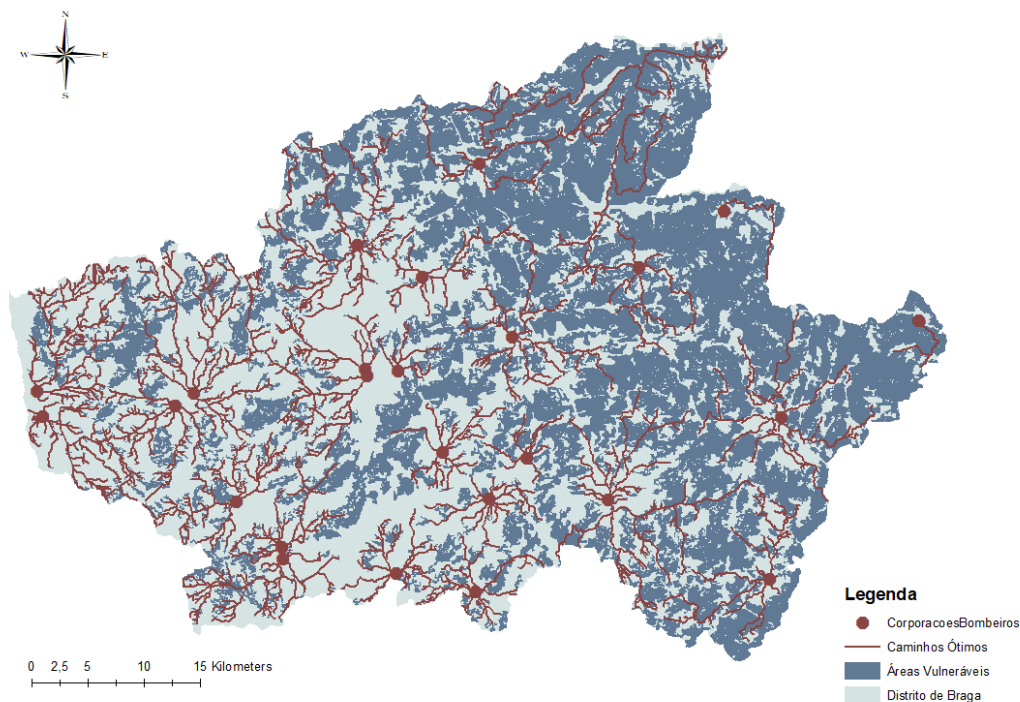 N
W E
S
Legenda
CorporacoesBombeiros
Caminhos Ótimos
Áreas Vulneráveis
Distrito de Braga
0 2,5 5 10 15 Kilometers